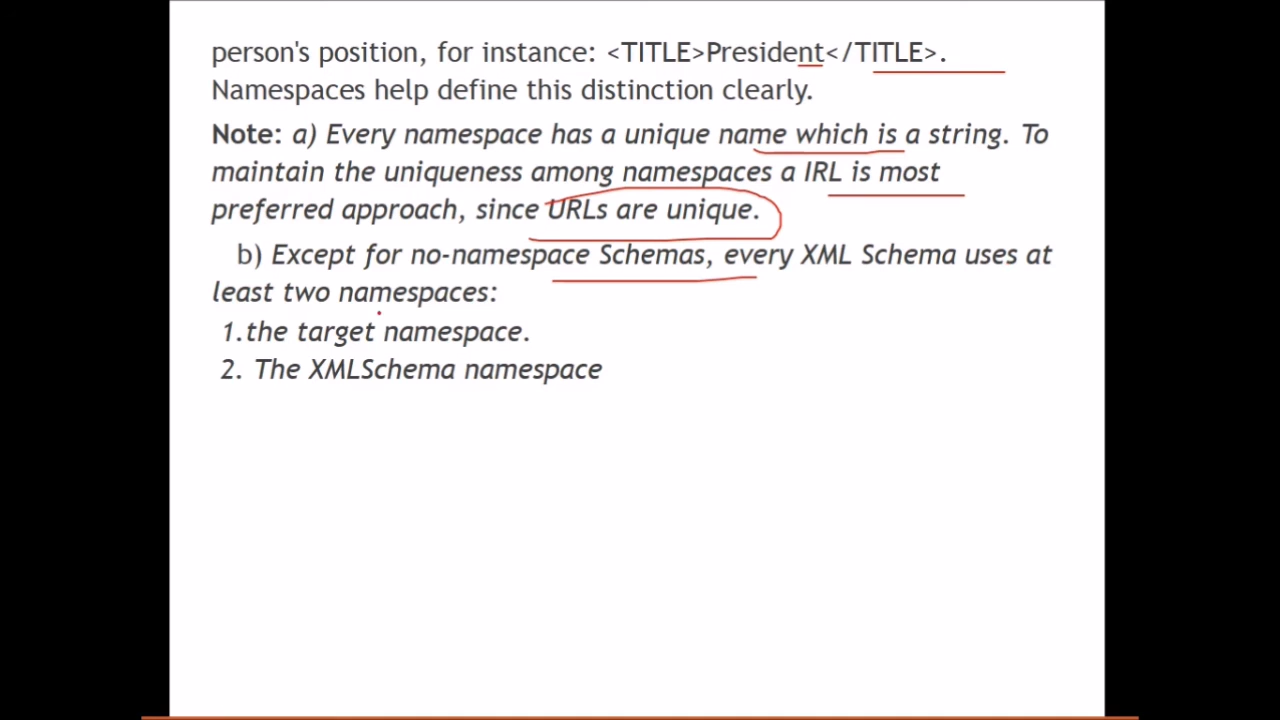 person's position, for instance: <TITLE>President</TITLE>.
Namespaces help define this distinction clearly.
Note: a) Every namespace has a unique name which is a string. To
maintain the uniqueness among namespaces a IRL is most
preferred approach, since URLs are unique.
b) Except for no-namespace Schemas, every XML Schema uses at
least two namespaces:
1.the target namespace.
2. The XMLSchema namespace